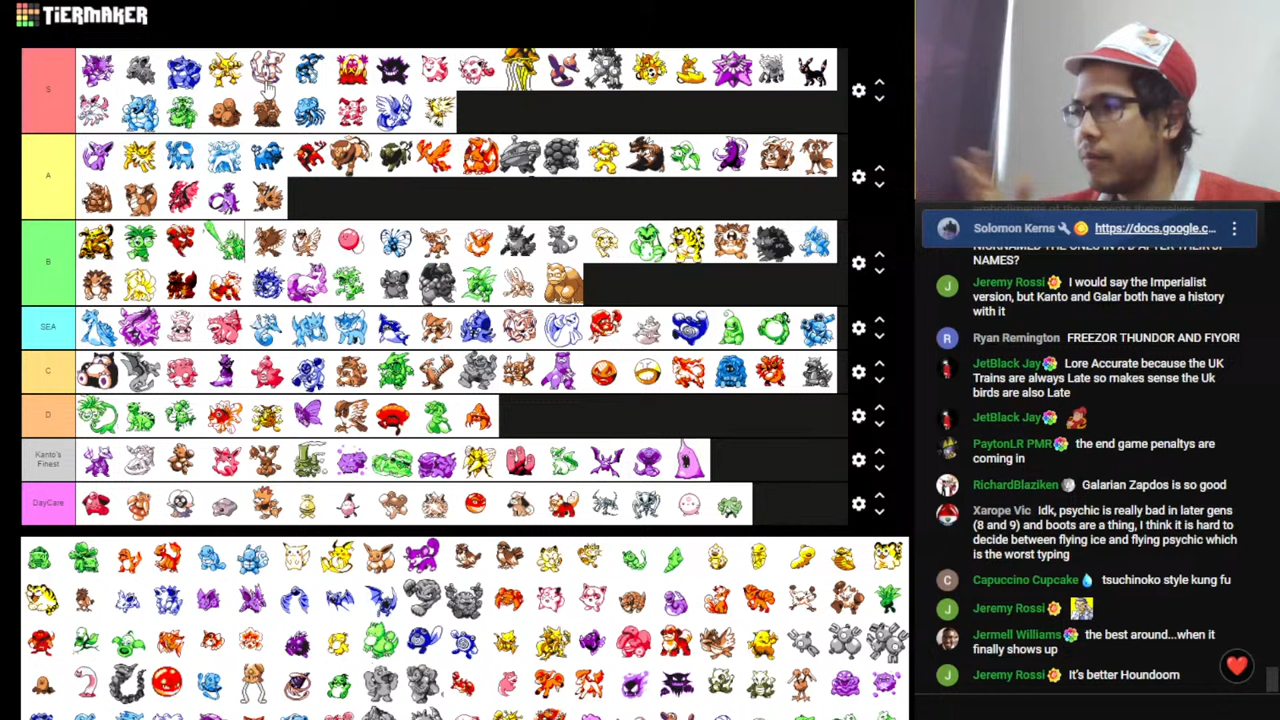 TIERMAKER
S
A
B
SEA
C
D
Kanto's
Finest
DayCare
Solomon Kerns https://docs.google.c...
NICKNAMED THE ONES IN A D AFTER THEIR
NAMES?
Jeremy Rossi I would say the Imperialist
version, but Kanto and Galar both have a history
with it
Ryan Remington FREEZOR THUNDOR AND FIYOR!
JetBlack Jay Lore Accurate because the UK
Trains are always Late so makes sense the Uk
birds are also Late
JetBlack Jay
PaytonLR PMR the end game penaltys are
coming in
RichardBlaziken Galarian Zapdos is so good
Xarope Vic Idk, psychic is really bad in later gens
(8 and 9) and boots are a thing, I think it is hard to
decide between flying ice and flying psychic which
is the worst typing
Capuccino Cupcake tsuchinoko style kung fu
Jeremy Rossi
Jermell Williams the best around...when it
finally shows up
Jeremy Rossi It's better Houndoom